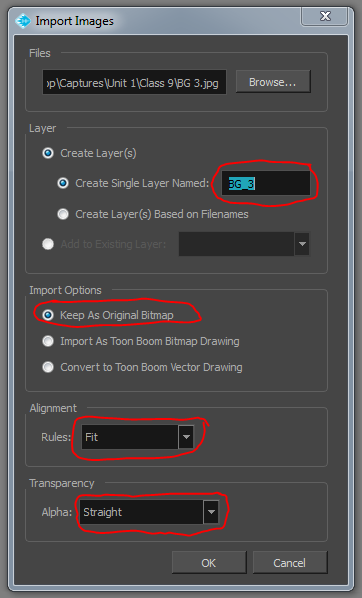 Import Images
Files
op\Captures\Unit 1\Class 9\BG 3.jpg Browse...
Layer
Create Layer(s)
Create Single Layer Named: BG_3
Create Layer(s) Based on Filenames
Add to Existing Layer:
Import Options
Keep As Original Bitmap
Import As Toon Boom Bitmap Drawing
Convert to Toon Boom Vector Drawing
Alignment
Rules: Fit
Transparency
Alpha: Straight
OK Cancel